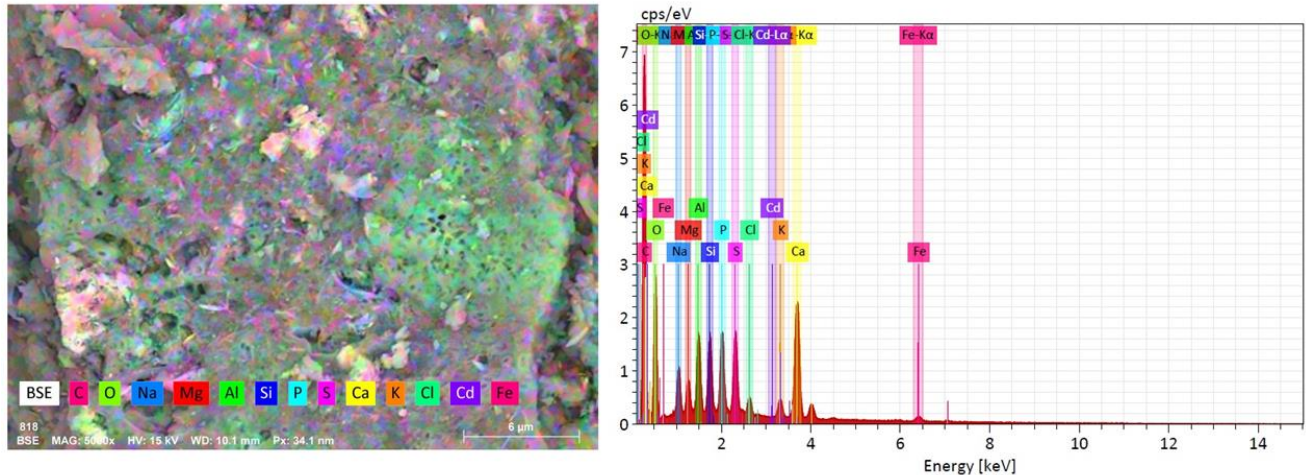 BSE C O Na Mg Al Si P S Ca K Cl Cd Fe
818
BSE MAG: 5000x HV: 15 kV WD: 10.1 mm Px: 34.1 nm
6 µm
cps/eV
Cd-Lα -Kα Fe-Kα
7
6
5
4
3
2
1
0
Cd
Cl
K
Ca
S Fe Al Cd
O Mg P Cl K
C Na Si S Ca Fe
2 4 6 8 10 12 14
Energy [keV]